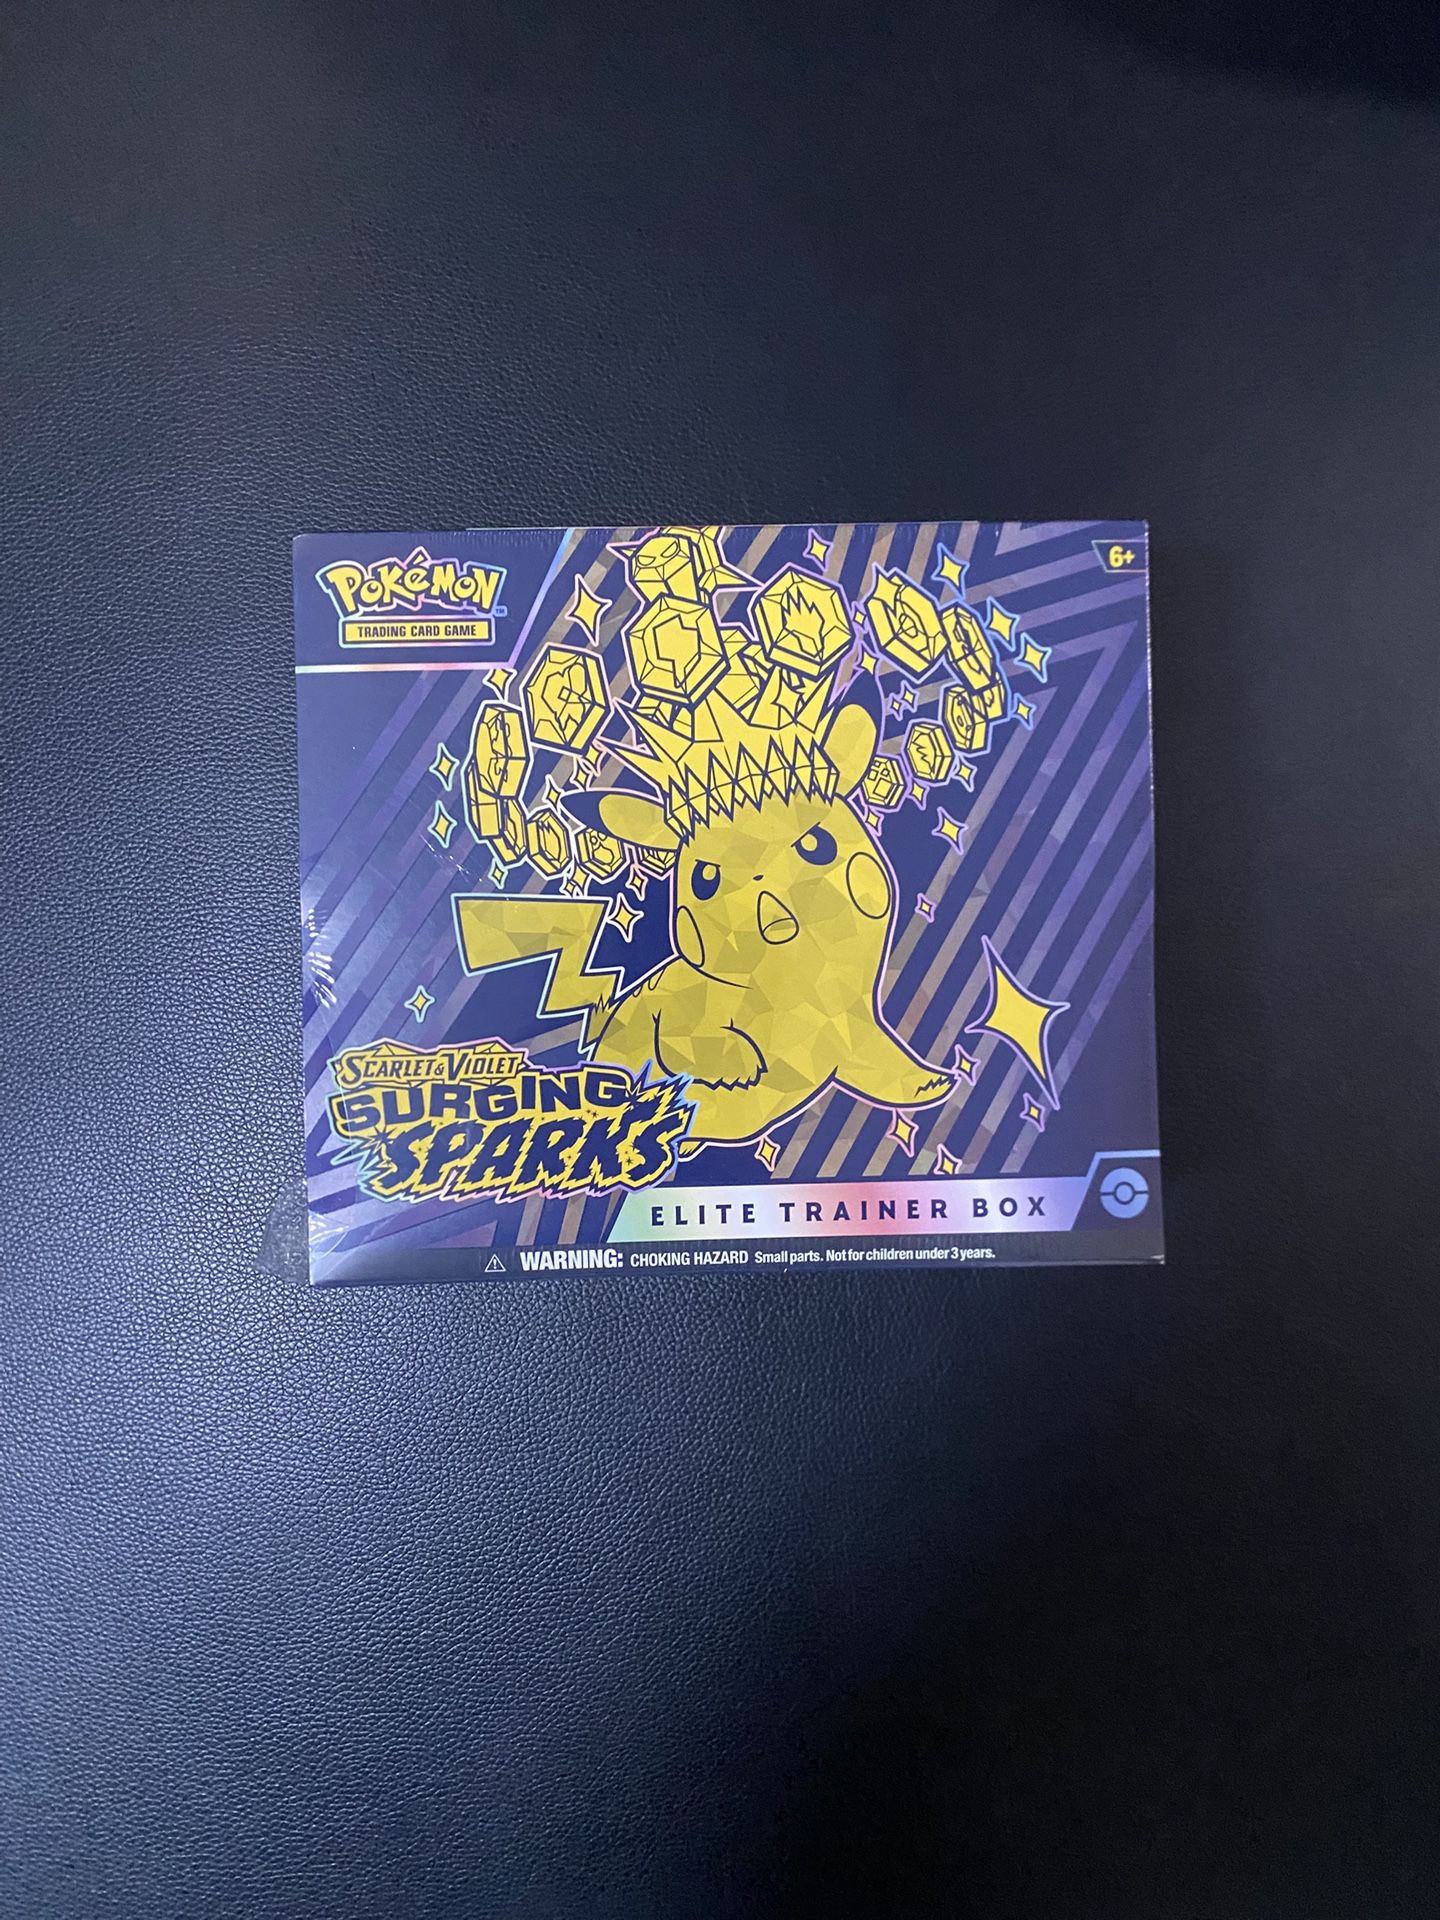 POKéMON TM
TRADING CARD GAME
6+
SCARLET & VIOLET
SURGING
SPARKS
ELITE TRAINER BOX
WARNING: CHOKING HAZARD Small parts. Not for children under 3 years.